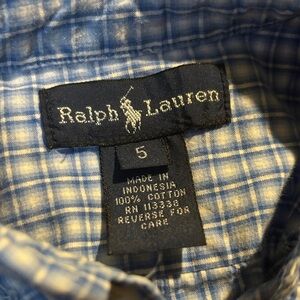 Ralph Lauren
5
MADE IN
INDONESIA
100% COTTON
RN 113338
REVERSE FOR
CARE